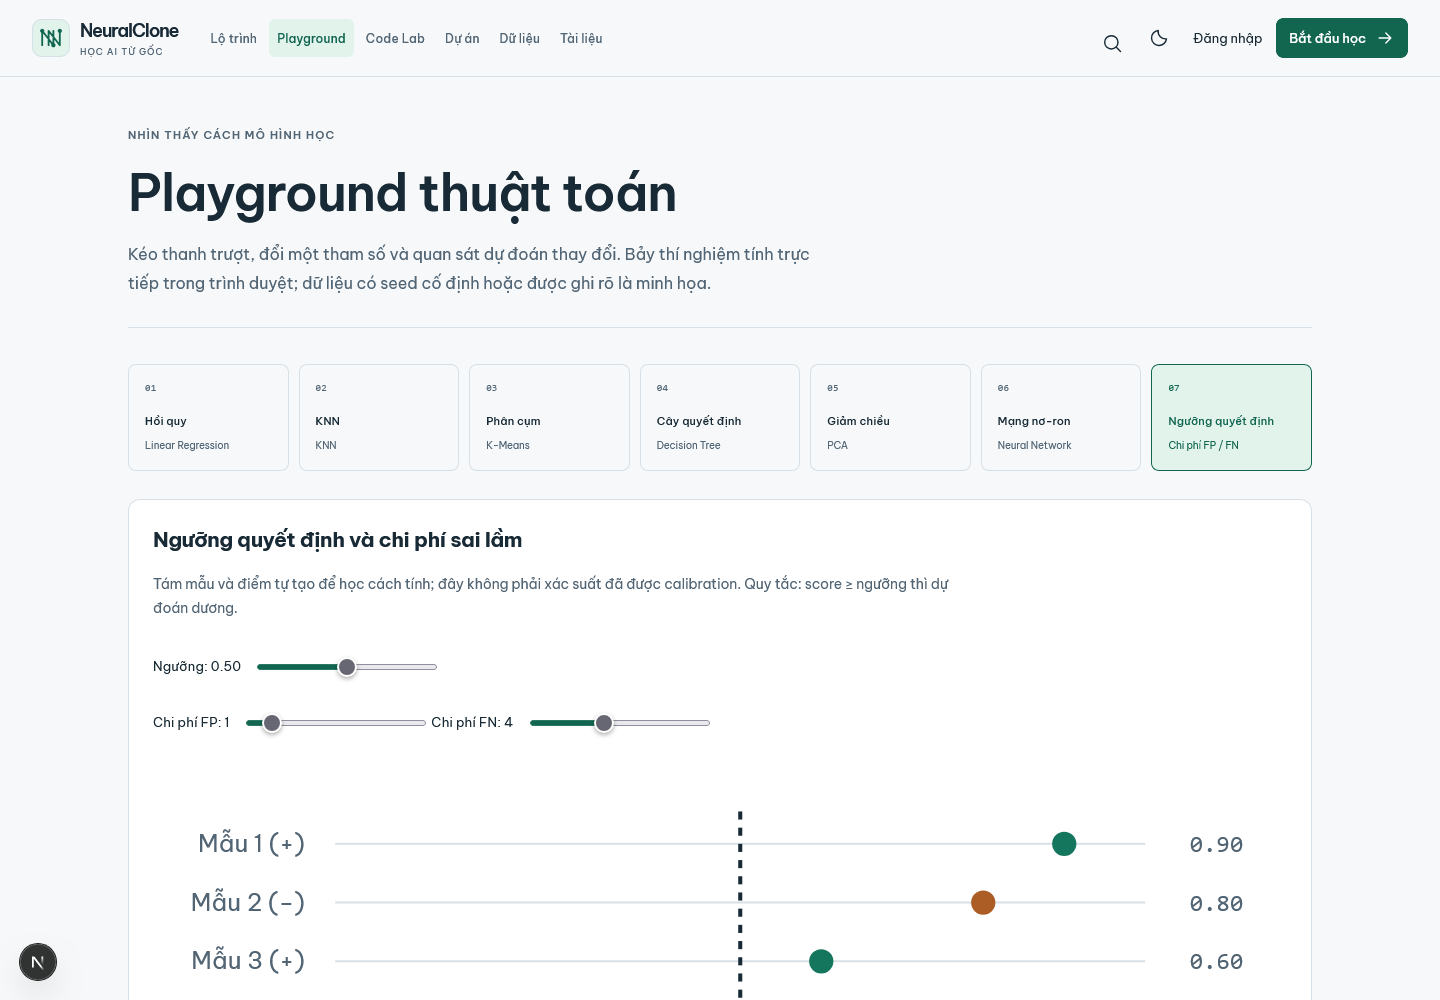 NeuralClone
HỌC AI TỪ GỐC
Lộ trình
Playground
Code Lab
Dự án
Dữ liệu
Tài liệu
Đăng nhập
Bắt đầu học
NHÌN THẤY CÁCH MÔ HÌNH HỌC
Playground thuật toán
Kéo thanh trượt, đổi một tham số và quan sát dự đoán thay đổi. Bảy thí nghiệm tính trực
tiếp trong trình duyệt; dữ liệu có seed cố định hoặc được ghi rõ là minh họa.
01
Hồi quy
Linear Regression
02
KNN
KNN
03
Phân cụm
K-Means
04
Cây quyết định
Decision Tree
05
Giảm chiều
PCA
06
Mạng nơ-ron
Neural Network
07
Ngưỡng quyết định
Chi phí FP / FN
Ngưỡng quyết định và chi phí sai lầm
Tám mẫu và điểm tự tạo để học cách tính; đây không phải xác suất đã được calibration. Quy tắc: score ≥ ngưỡng thì dự
đoán dương.
Ngưỡng: 0.50
Chi phí FP: 1
Chi phí FN: 4
Mẫu 1 (+) 0.90
Mẫu 2 (−) 0.80
Mẫu 3 (+) 0.60
N